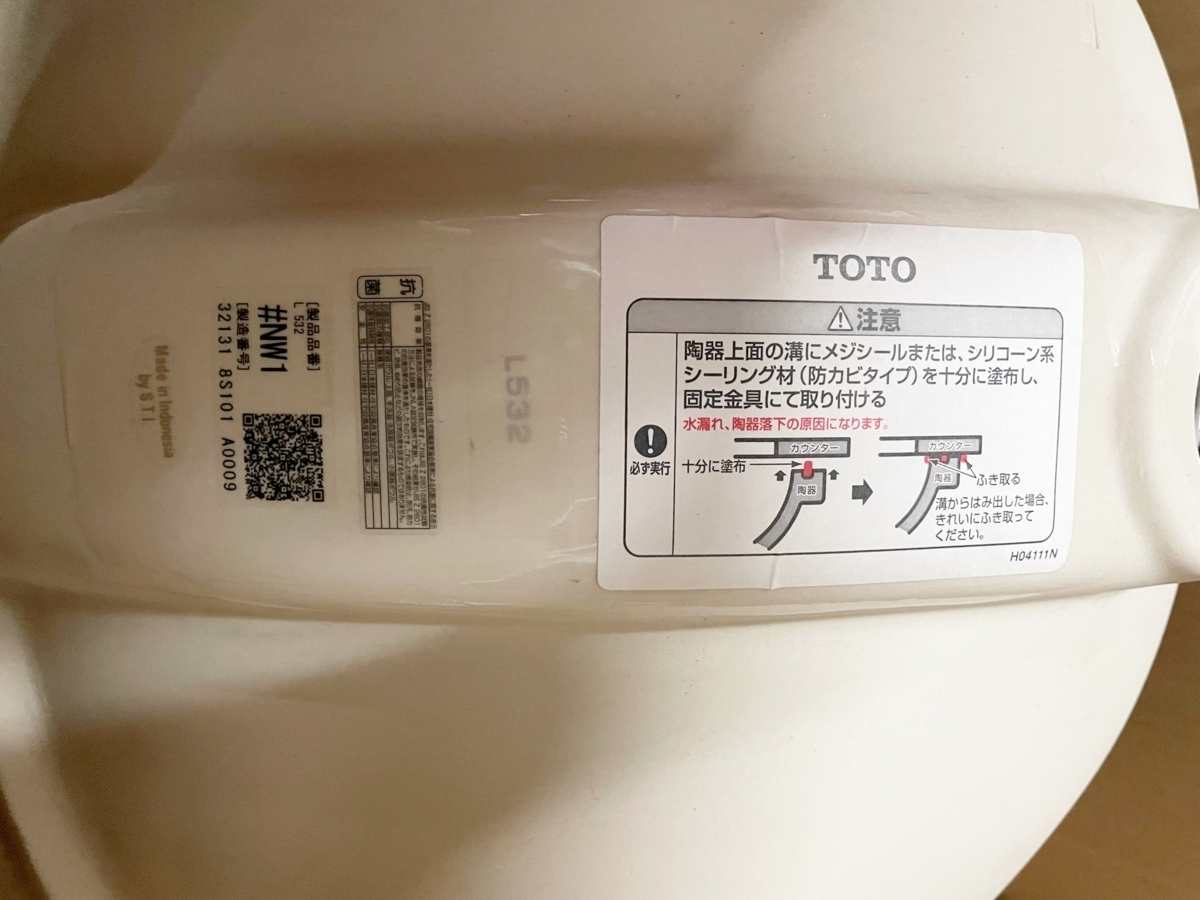 TOTO
注意
陶器上面の溝にメジシールまたは、シリコーン系
シーリング材（防カビタイプ）を十分に塗布し、
固定金具にて取り付ける
水漏れ、陶器落下の原因になります。
必ず実行
カウンター
十分に塗布
陶器
カウンター
陶器
ふき取る
溝からはみ出した場合、
きれいにふき取って
ください。
H04111N
L532
抗菌
[製品品番]
L 532
#NW1
[製造番号]
32131 8S101 A0009
Made in Indonesia
by STI